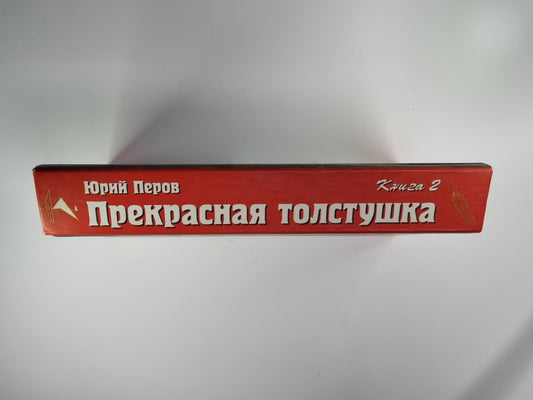 Юрий Перов
Книга 2
Прекрасная толстушка